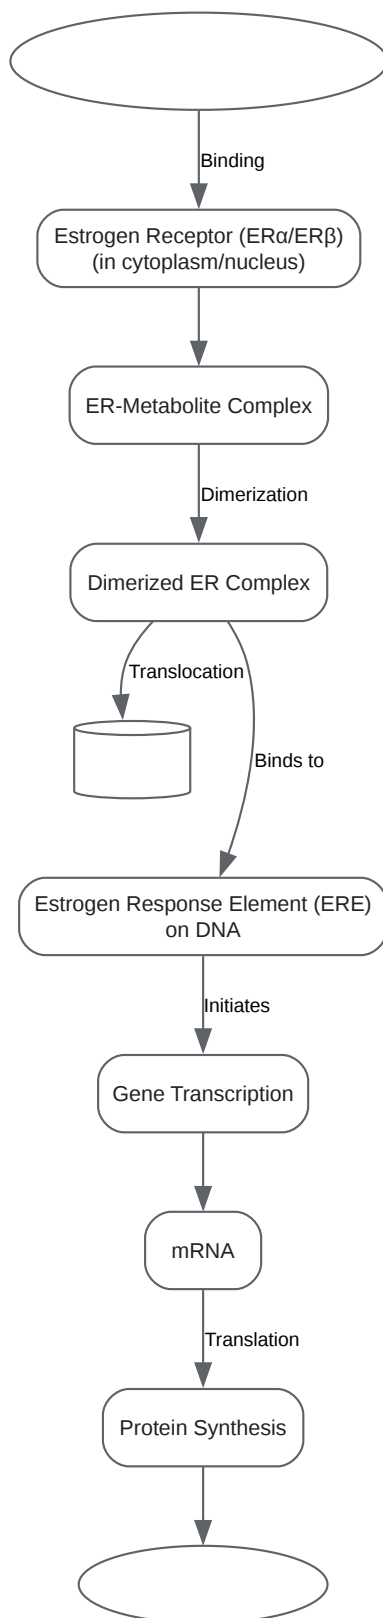 Binding
Estrogen Receptor (ERα/ERβ)
(in cytoplasm/nucleus)
ER-Metabolite Complex
Dimerization
Dimerized ER Complex
Translocation
Binds to
Estrogen Response Element (ERE)
on DNA
Initiates
Gene Transcription
mRNA
Translation
Protein Synthesis